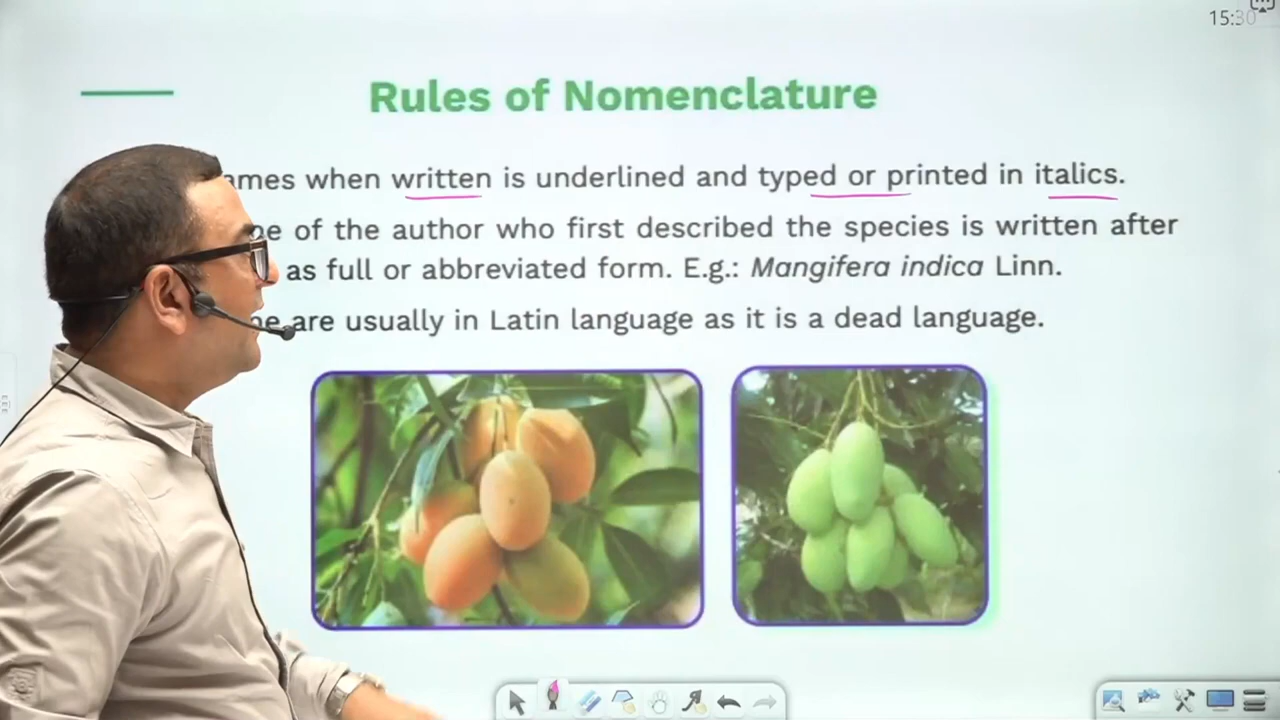 15:30
Rules of Nomenclature
when written is underlined and typed or printed in italics.
of the author who first described the species is written after
as full or abbreviated form. E.g.: Mangifera indica Linn.
are usually in Latin language as it is a dead language.